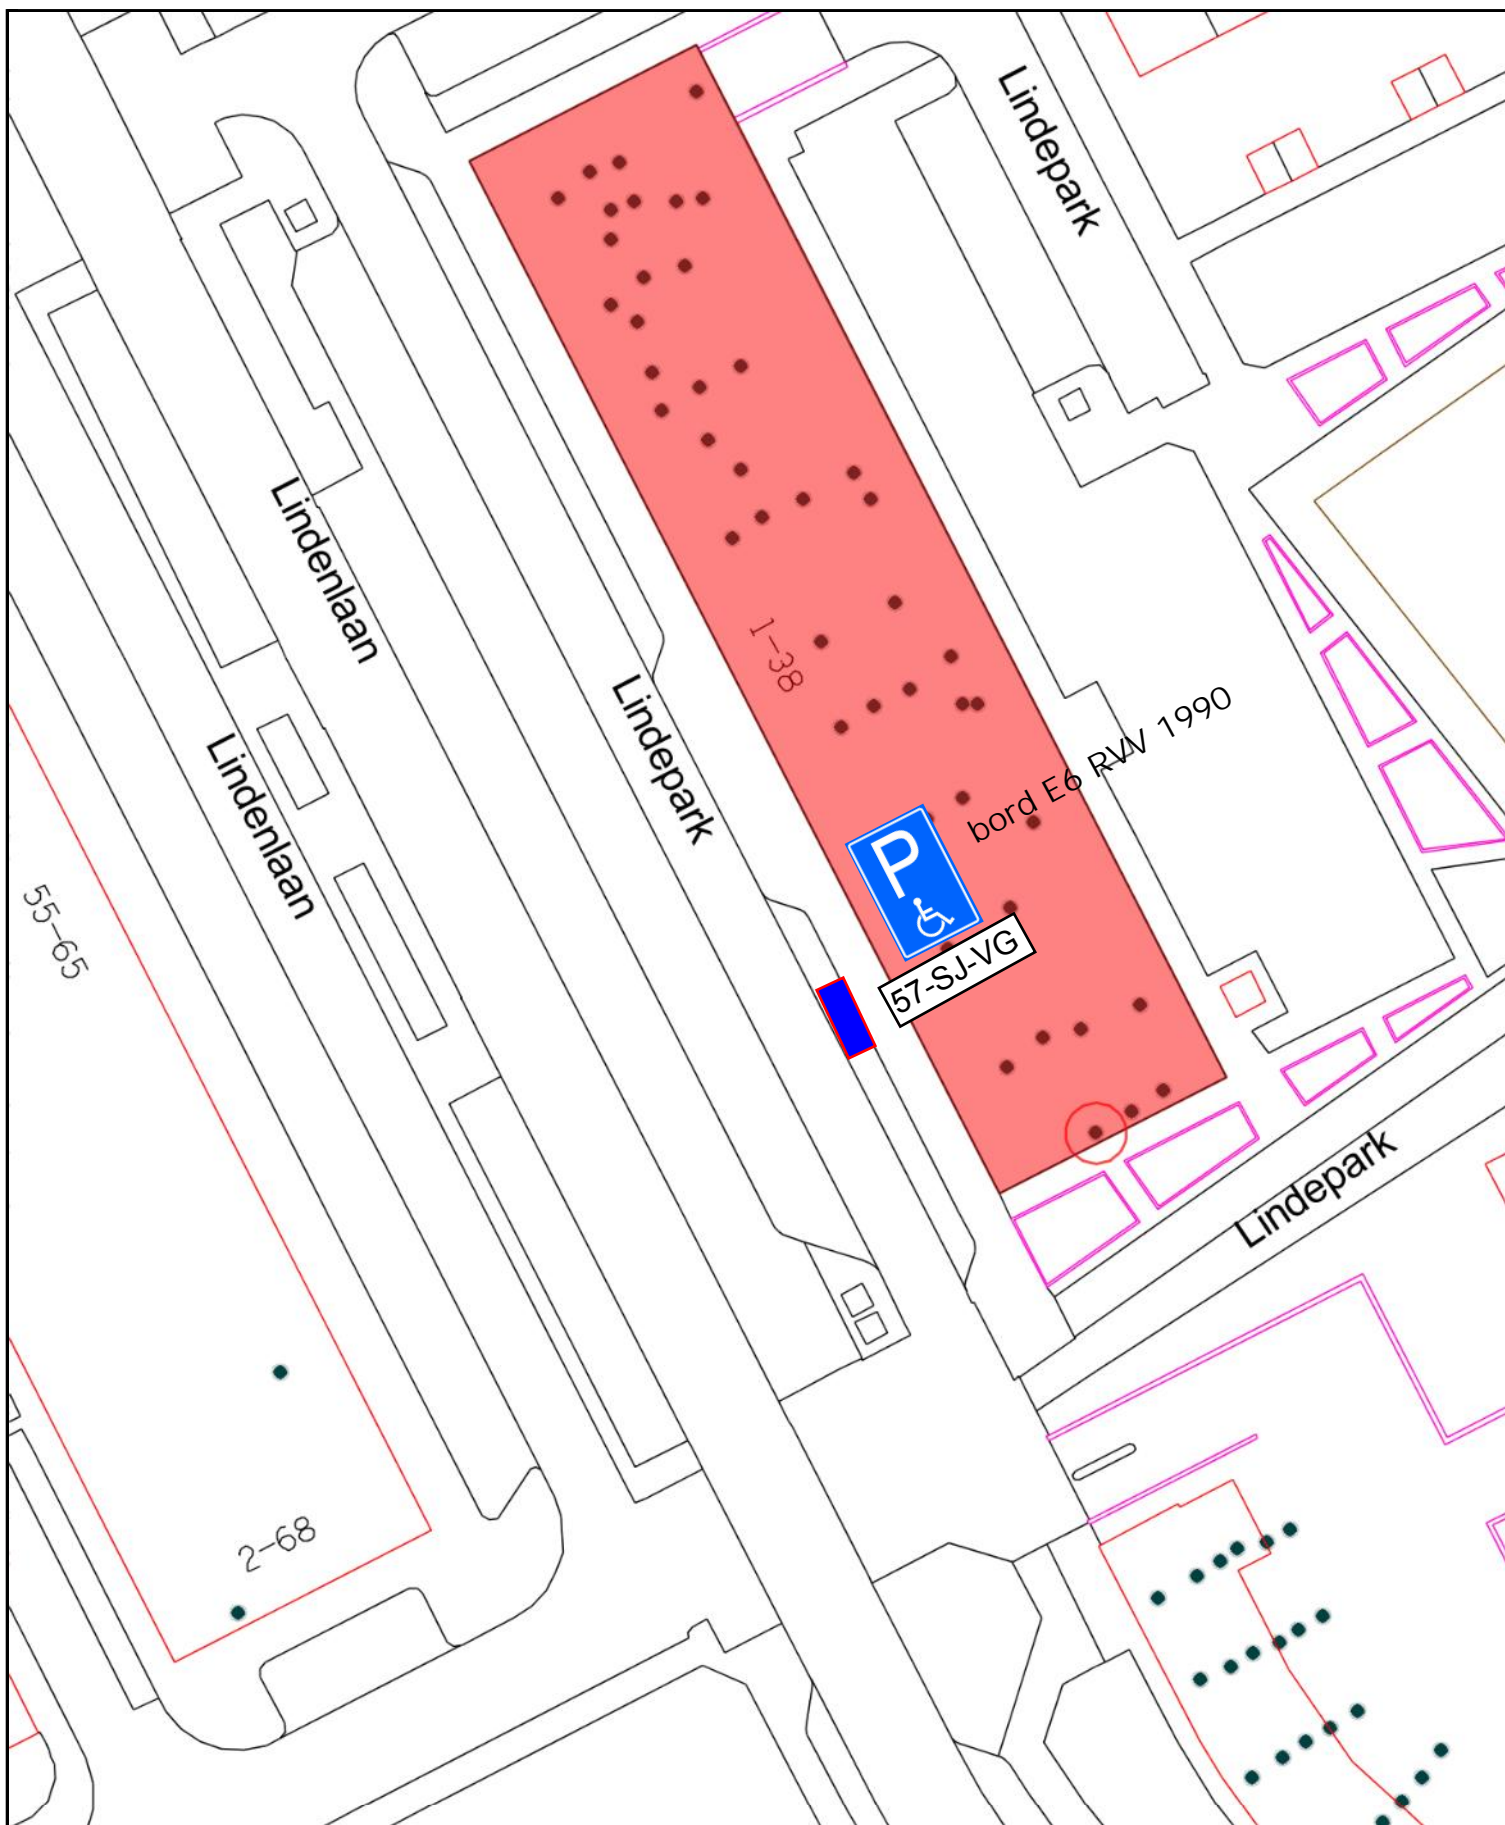 Lindepark
Lindenlaan
1-38
Lindepark
bord E6 RVV 1990
Lindenlaan
P
55-65
57-SJ-VG
Lindepark
2-68